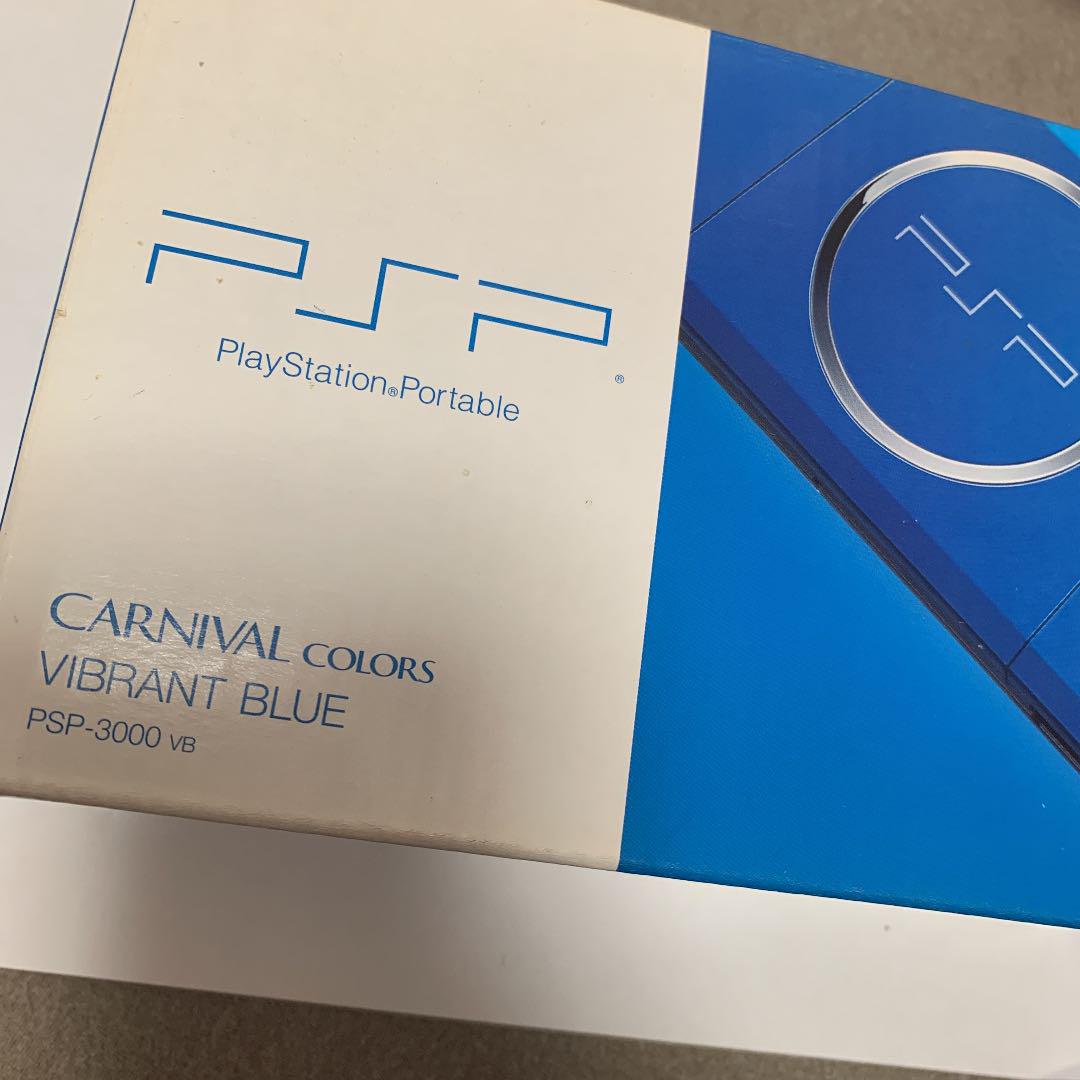 PSP®
PlayStation®Portable
CARNIVAL COLORS
VIBRANT BLUE
PSP-3000 VB
PSP